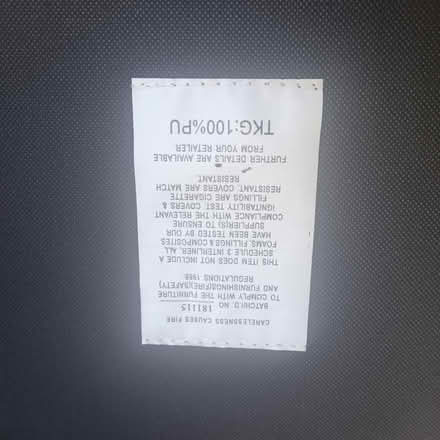 CARELESSNESS CAUSES FIRE
BATCH/ID. NO 181115
TO COMPLY WITH THE FURNITURE
AND FURNISHINGS(FIRE)(SAFETY)
REGULATIONS 1988
THIS ITEM DOES NOT INCLUDE A
SCHEDULE 3 INTERLINER. ALL
FOAMS, FILLINGS & COMPOSITES
HAVE BEEN TESTED BY OUR
SUPPLIER(S) TO ENSURE
COMPLIANCE WITH THE RELEVANT
IGNITABILITY TEST. COVERS &
FILLINGS ARE CIGARETTE
RESISTANT. COVERS ARE MATCH
RESISTANT.
FURTHER DETAILS ARE AVAILABLE
FROM YOUR RETAILER
TKG:100%PU